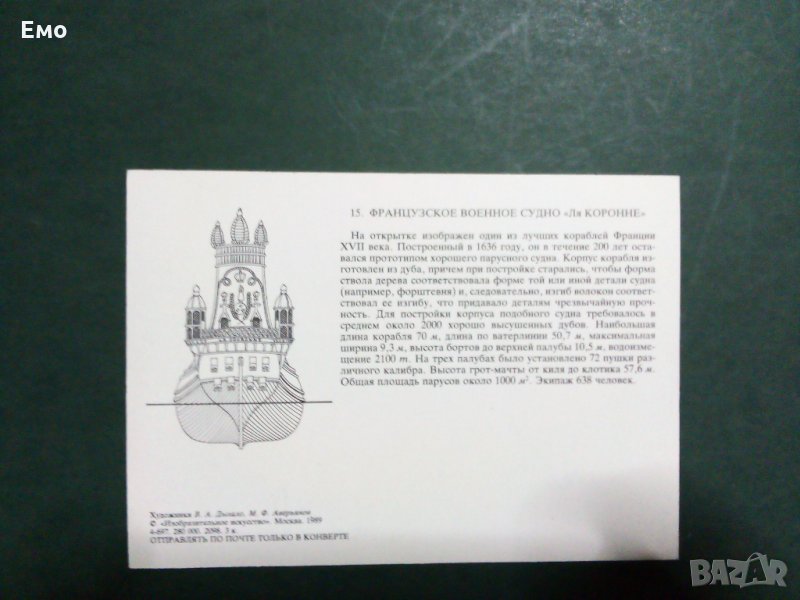 Емо
15. ФРАНЦУЗСКОЕ ВОЕННОЕ СУДНО «Ля КОРОННЕ»
На открытке изображен один из лучших кораблей Франции
XVII века. Построенный в 1636 году, он в течение 200 лет оста-
вался прототипом хорошего парусного судна. Корпус корабля из-
готовлен из дуба, причем при постройке старались, чтобы форма
ствола дерева соответствовала форме той или иной детали судна
(например, форштевня) и, следовательно, изгиб волокон соответ-
ствовал ее изгибу, что придавало деталям чрезвычайную проч-
ность. Для постройки корпуса подобного судна требовалось в
среднем около 2000 хорошо высушенных дубов. Наибольшая
длина корабля 70 м, длина по ватерлинии 50,7 м, максимальная
ширина 9,3 м, высота бортов до верхней палубы 10,5 м, водоизме-
щение 2100 т. На трех палубах было установлено 72 пушки раз-
личного калибра. Высота грот-мачты от киля до клотика 57,6 м.
Общая площадь парусов около 1000 м². Экипаж 638 человек.
Художники В. А. Дыгало, М. Ф. Аверьянов
© «Изобразительное искусство». Москва. 1989
4-697. 280 000. 2098. 3 к.
ОТПРАВЛЯТЬ ПО ПОЧТЕ ТОЛЬКО В КОНВЕРТЕ
BAZAR